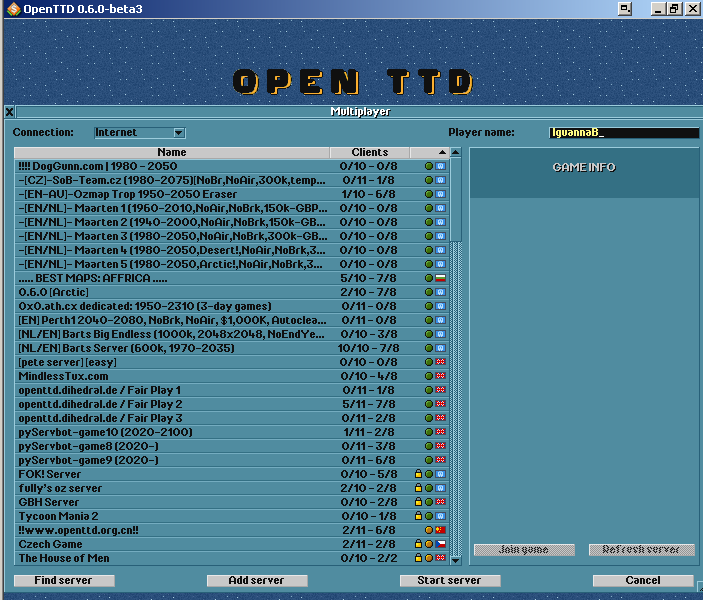 OpenTTD 0.6.0-beta3
OPEN TTD
Multiplayer
Connection: Internet Player name: IguannaB_
Name Clients
!!!! DogGunn.com | 1980 - 2050 0/10 - 0/8
-[CZ]-SoB-Team.cz (1980-2075)[NoBr,NoAir,300k,temp... 0/11 - 1/8
-[EN-AU]-Ozmap Trop 1950-2050 Eraser 1/10 - 6/8
-[EN/NL]- Maarten 1 (1960-2010,NoAir,NoBrk,150k-GBP... 0/10 - 0/8
-[EN/NL]- Maarten 2 (1940-2000,NoAir,NoBrk,150k-GB... 0/10 - 0/8
-[EN/NL]- Maarten 3 (1980-2050,NoAir,NoBrk,300k-GB... 0/10 - 0/8
-[EN/NL]- Maarten 4 (1980-2050,Desert!,NoAir,NoBrk,3... 0/10 - 0/8
-[EN/NL]- Maarten 5 (1980-2050,Arctic!,NoAir,NoBrk,3... 0/10 - 0/8
..... BEST MAPS: AFFRICA ..... 5/10 - 7/8
0.6.0 [Arctic] 2/10 - 7/8
0x0.ath.cx dedicated: 1950-2310 (3-day games) 0/11 - 0/8
[EN] Perth1 2040-2080, NoBrk, NoAir, $1,000K, Autoclea... 0/11 - 0/8
[NL/EN] Barts Big Endless (1000k, 2048x2048, NoEndYe... 0/10 - 3/8
[NL/EN] Barts Server (600k, 1970-2035) 10/10 - 7/8
[pete server] [easy] 0/10 - 0/8
MindlessTux.com 0/10 - 4/8
openttd.dihedral.de / Fair Play 1 0/11 - 1/8
openttd.dihedral.de / Fair Play 2 5/11 - 7/8
openttd.dihedral.de / Fair Play 3 0/11 - 0/8
pyServbot-game10 (2020-2100) 1/11 - 2/8
pyServbot-game8 (2020-) 0/11 - 3/8
pyServbot-game9 (2020-) 0/11 - 6/8
FOK! Server 0/10 - 5/8
fully's oz server 2/10 - 2/8
GBH Server 0/10 - 2/8
Tycoon Mania 2 0/10 - 1/8
!!www.openttd.org.cn!! 2/11 - 6/8
Czech Game 2/11 - 2/8
The House of Men 0/10 - 2/2
GAME INFO
Join game Refresh server
Find server Add server Start server Cancel